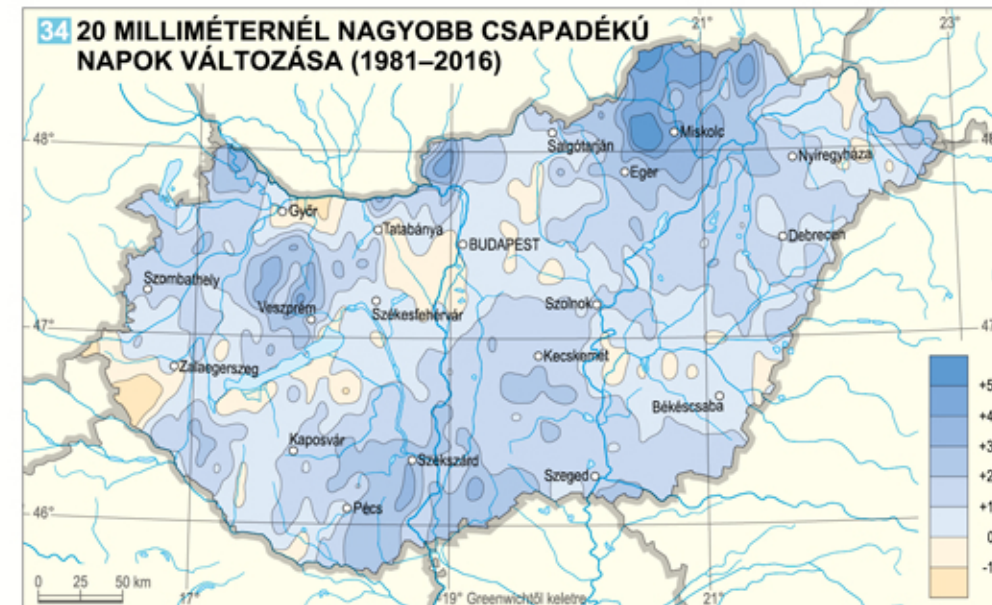 34 20 MILLIMÉTERNÉL NAGYOBB CSAPADÉKÚ
NAPOK VÁLTOZÁSA (1981–2016)
21°
23°
48°
Miskolc
Salgótarján
Nyíregyháza
Eger
Győr
Tatabánya
BUDAPEST
Debrecen
Szombathely
Veszprém
Székesfehérvár
Szolnok
47°
Zalaegerszeg
Kecskemét
Békéscsaba
Kaposvár
Szekszárd
Szeged
Pécs
46°
+5
+4
+3
+2
+1
0
-1
0 25 50 km
17°
19° Greenwichtől keletre
21°